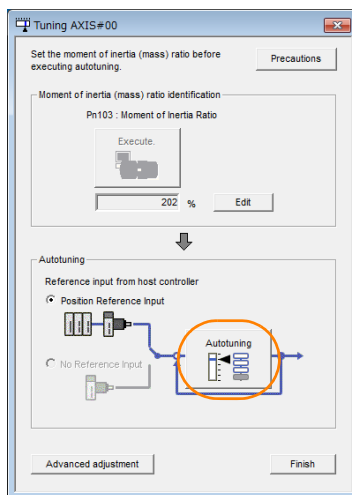 Tuning AXIS#00
Set the moment of inertia (mass) ratio before
executing autotuning.
Precautions
Moment of inertia (mass) ratio identification
Pn103 : Moment of Inertia Ratio
Execute.
202 % Edit
Autotuning
Reference input from host controller
Position Reference Input
Autotuning
No Reference Input
Advanced adjustment
Finish